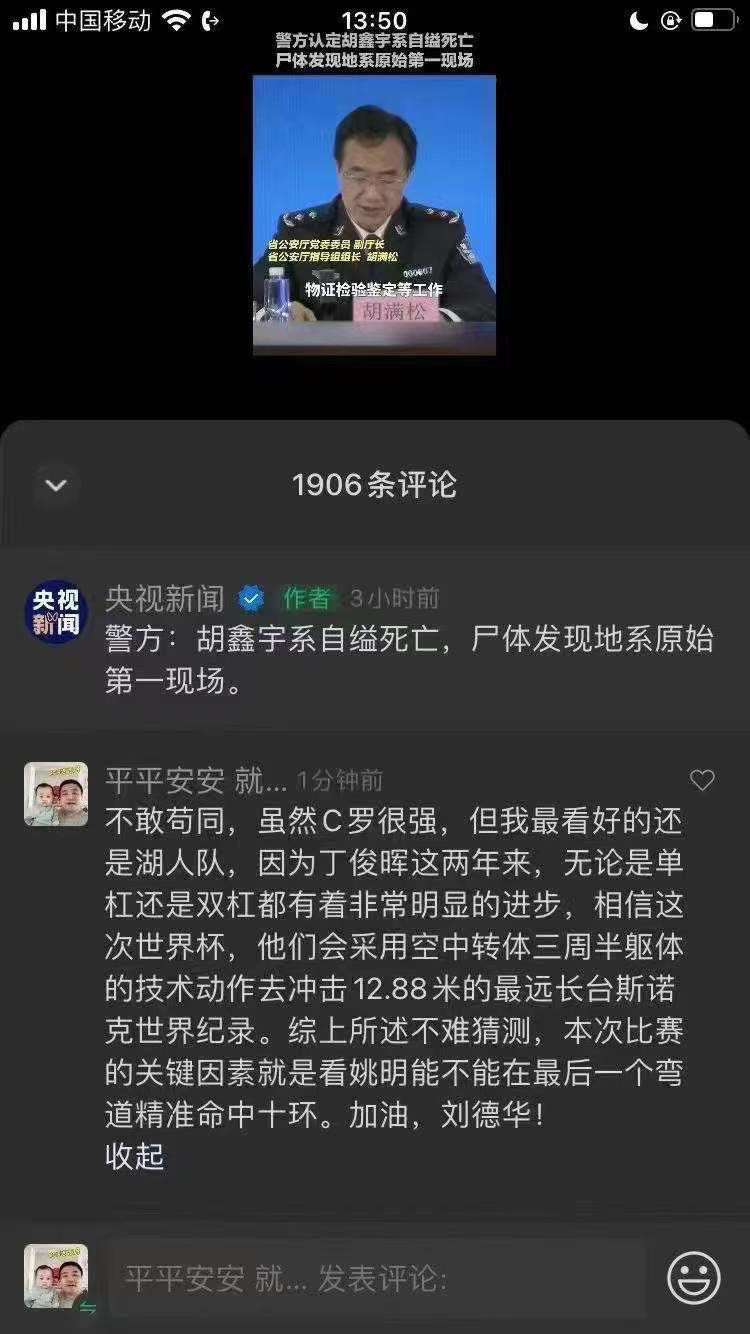 中国移动
13:50
警方认定胡鑫宇系自缢死亡
尸体发现地系原始第一现场
省公安厅党委委员 副厅长
省公安厅指导组组长 胡满松
000007
物证检验鉴定等工作
胡满松
1906条评论
央视新闻
央视新闻 作者 3小时前
警方：胡鑫宇系自缢死亡，尸体发现地系原始
第一现场。
平平安安 就... 1分钟前
不敢苟同，虽然C罗很强，但我最看好的还
是湖人队，因为丁俊晖这两年来，无论是单
杠还是双杠都有着非常明显的进步，相信这
次世界杯，他们会采用空中转体三周半躯体
的技术动作去冲击12.88米的最远长台斯诺
克世界纪录。综上所述不难猜测，本次比赛
的关键因素就是看姚明能不能在最后一个弯
道精准命中十环。加油，刘德华！
收起
平平安安 就... 发表评论: